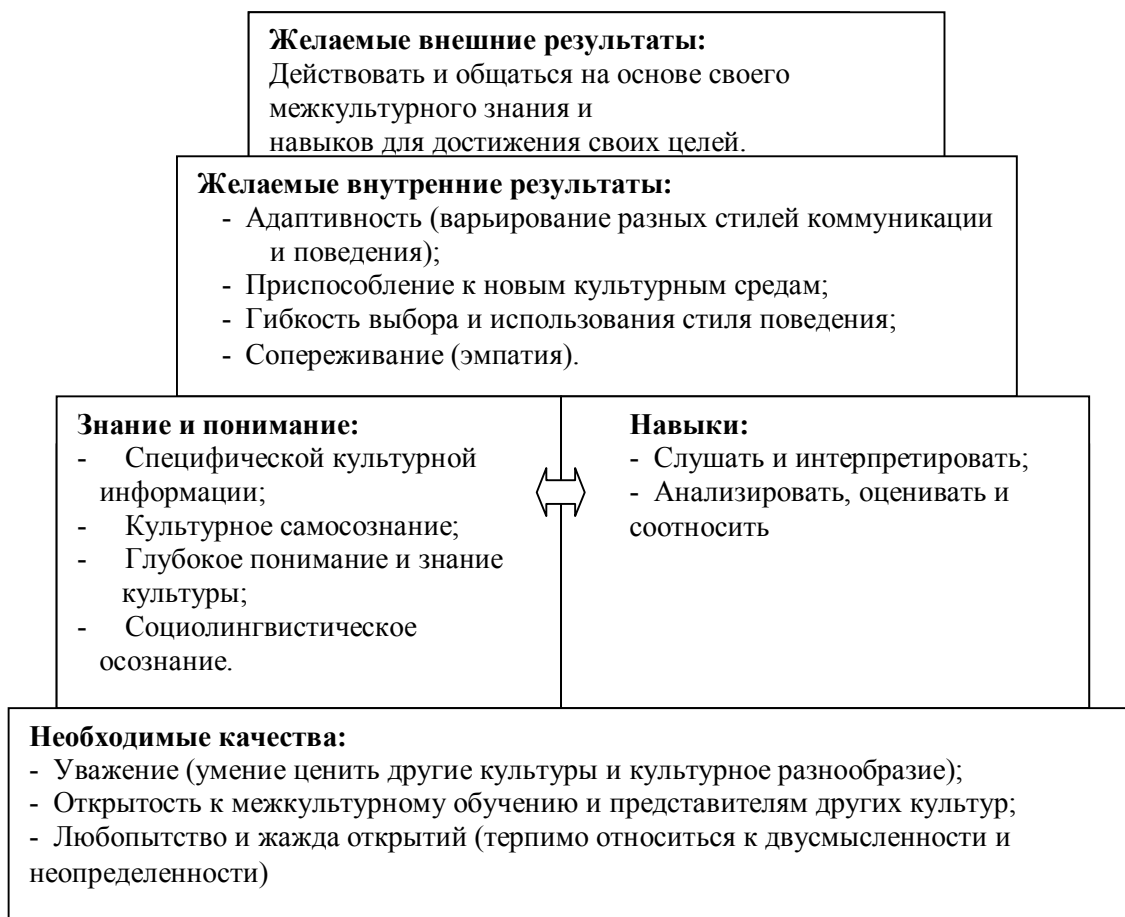 Желаемые внешние результаты:
Действовать и общаться на основе своего
межкультурного знания и
навыков для достижения своих целей.
Желаемые внутренние результаты:
- Адаптивность (варьирование разных стилей коммуникации
и поведения);
- Приспособление к новым культурным средам;
- Гибкость выбора и использования стиля поведения;
- Сопереживание (эмпатия).
Знание и понимание:
- Специфической культурной
информации;
- Культурное самосознание;
- Глубокое понимание и знание
культуры;
- Социолингвистическое
осознание.
Навыки:
- Слушать и интерпретировать;
- Анализировать, оценивать и
соотносить
Необходимые качества:
- Уважение (умение ценить другие культуры и культурное разнообразие);
- Открытость к межкультурному обучению и представителям других культур;
- Любопытство и жажда открытий (терпимо относиться к двусмысленности и
неопределенности)